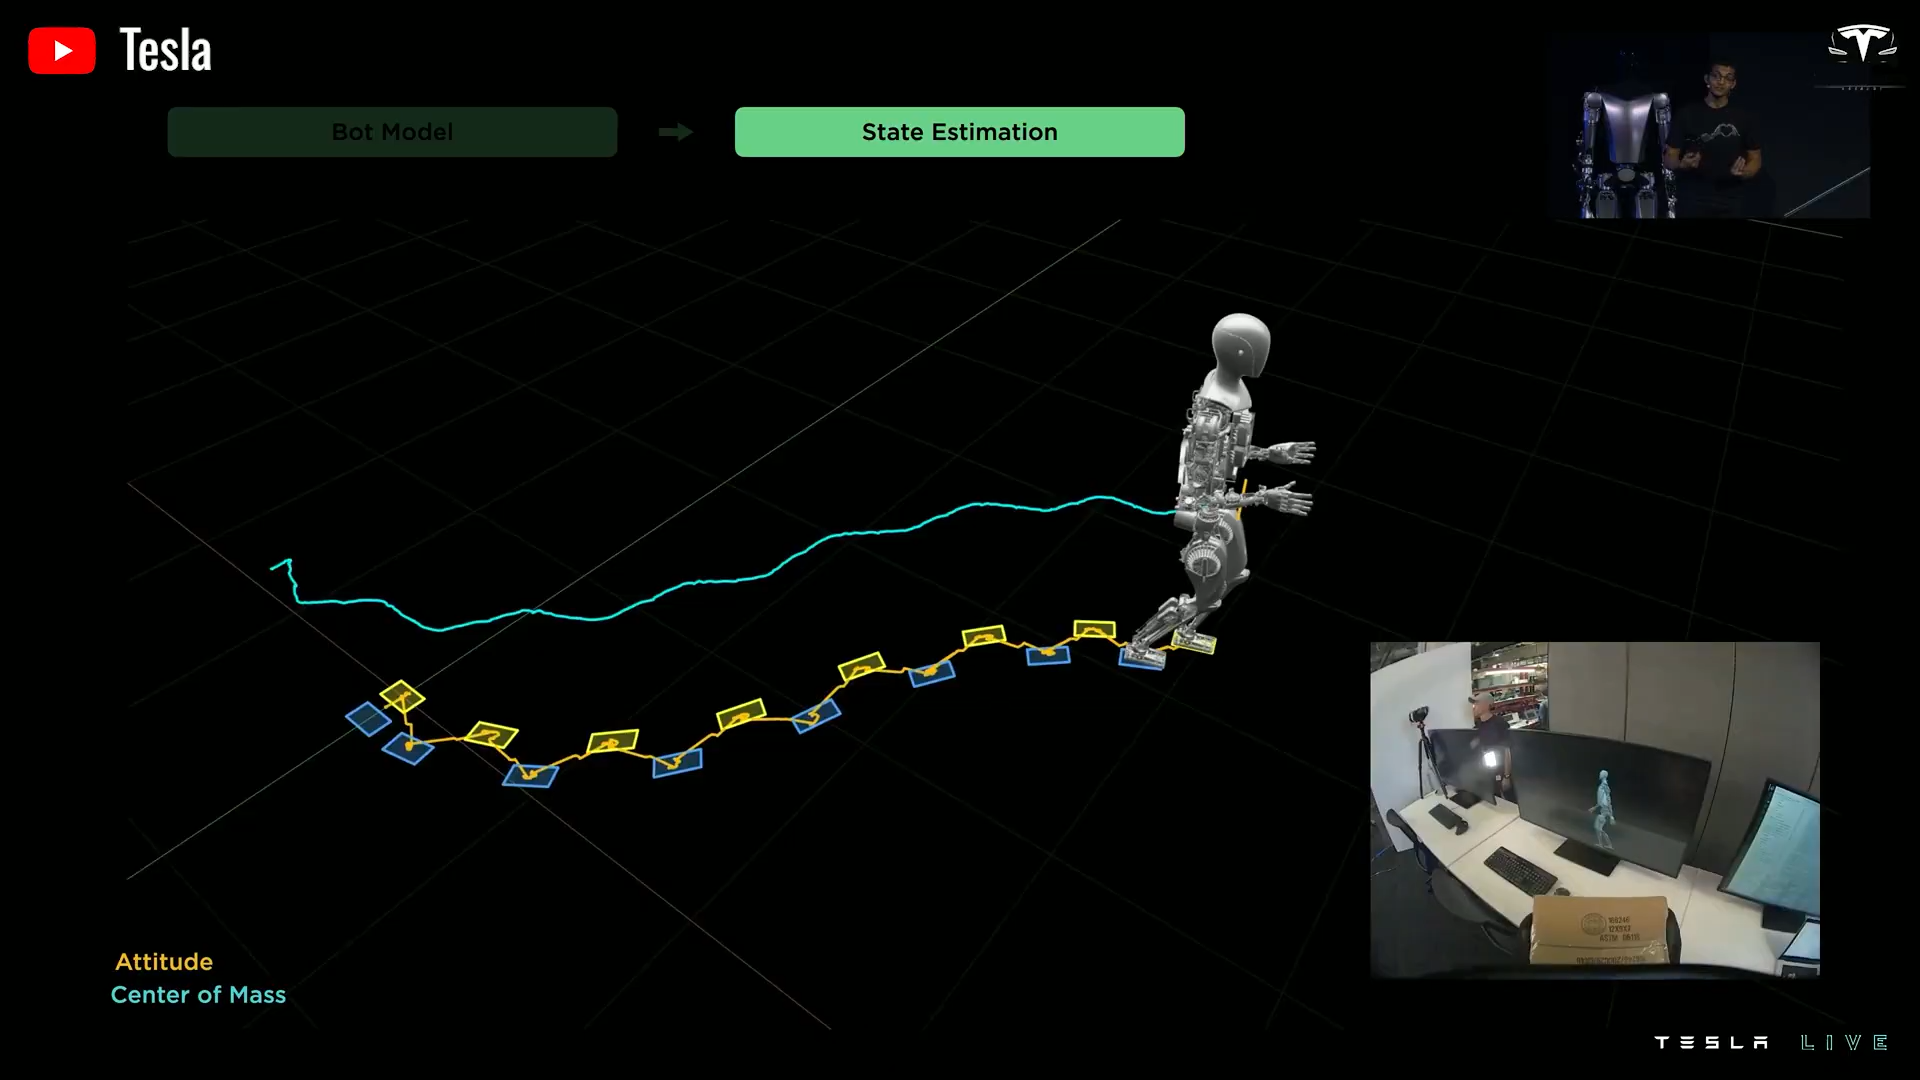 Tesla
Bot Model
State Estimation
Attitude
Center of Mass
TESLA LIVE